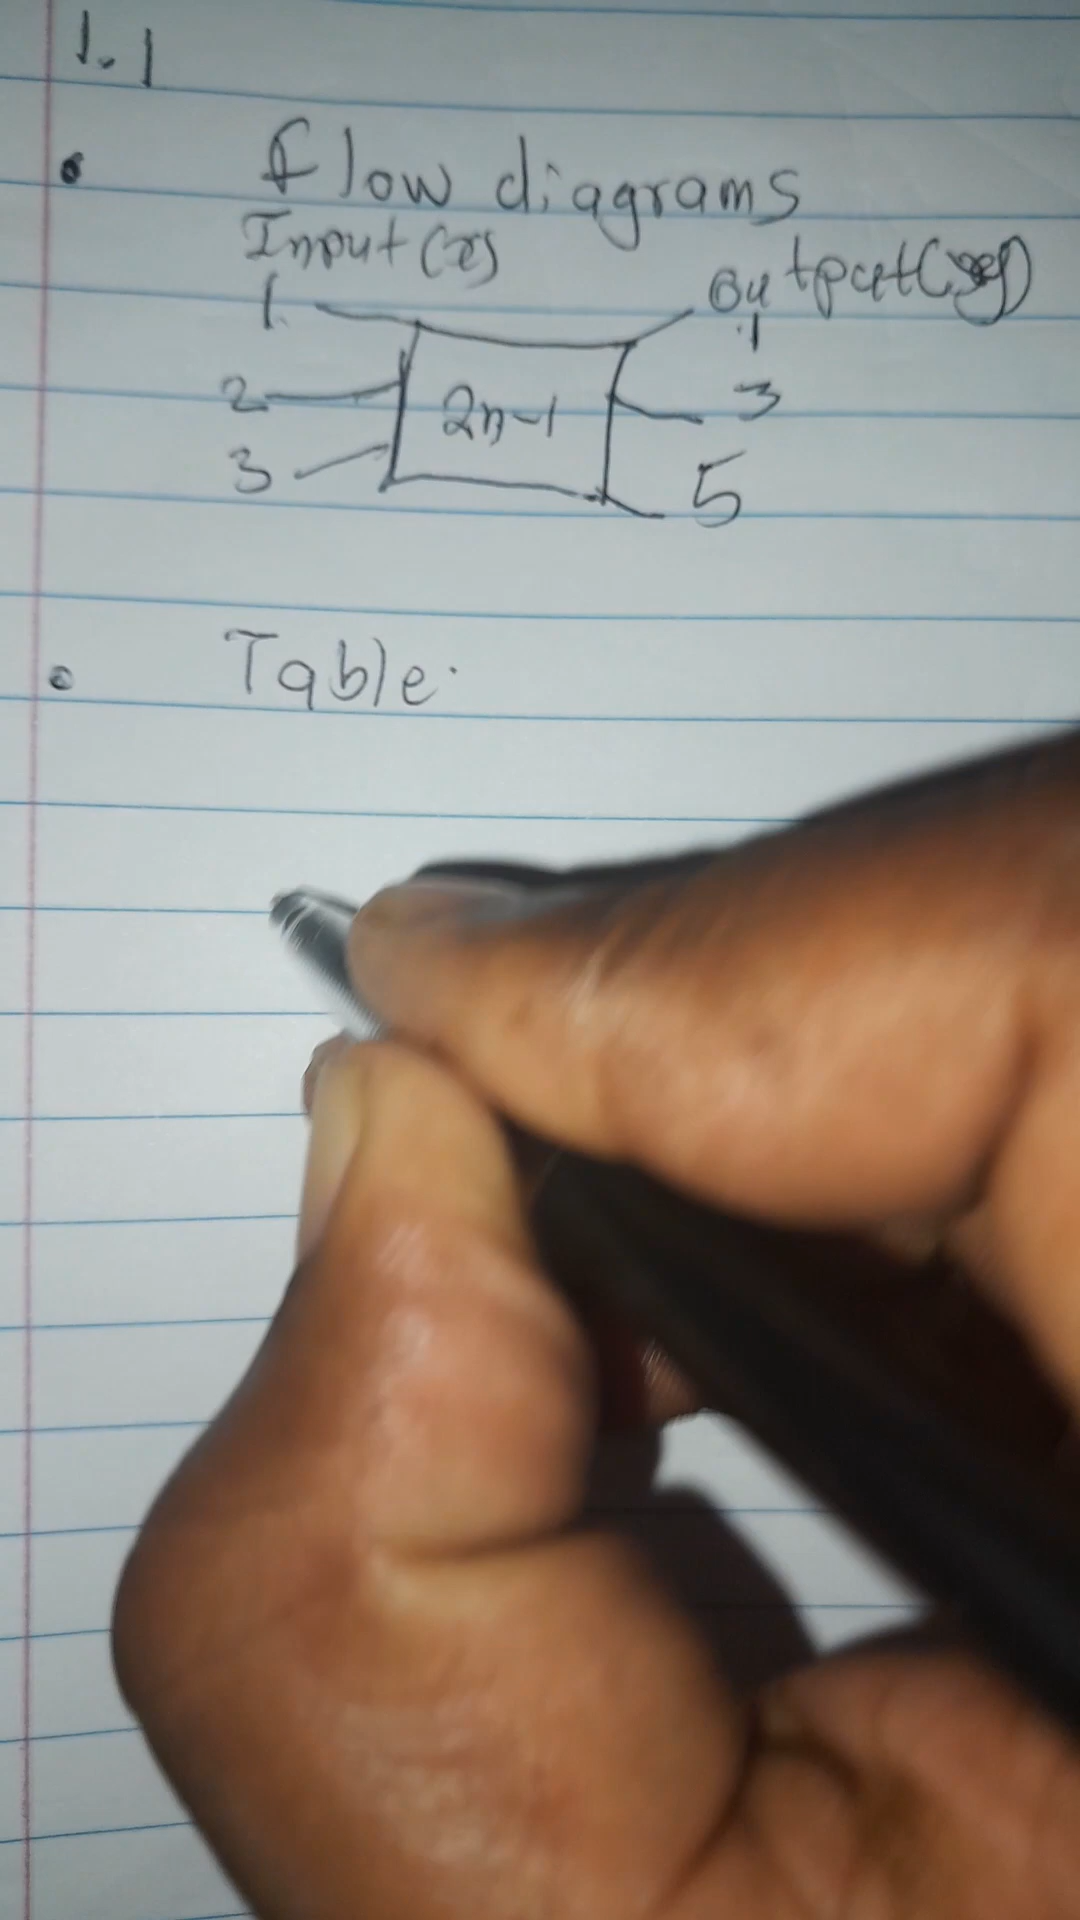 1.1
• Flow diagrams
Input (x)
Output
1 1
2 2n-1 3
3 5
• Table.